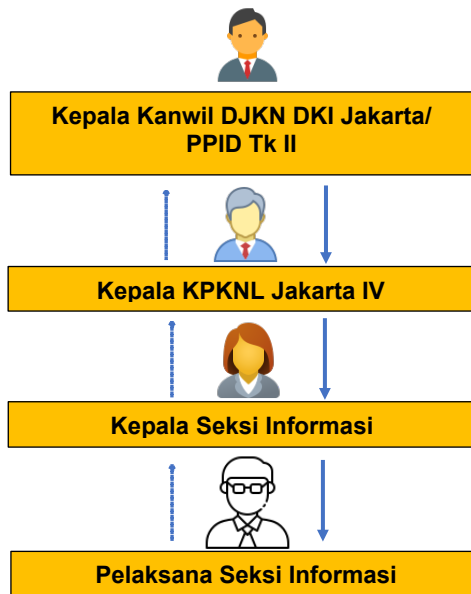 Kepala Kanwil DJKN DKI Jakarta/
PPID Tk II
Kepala KPKNL Jakarta IV
Kepala Seksi Informasi
Pelaksana Seksi Informasi